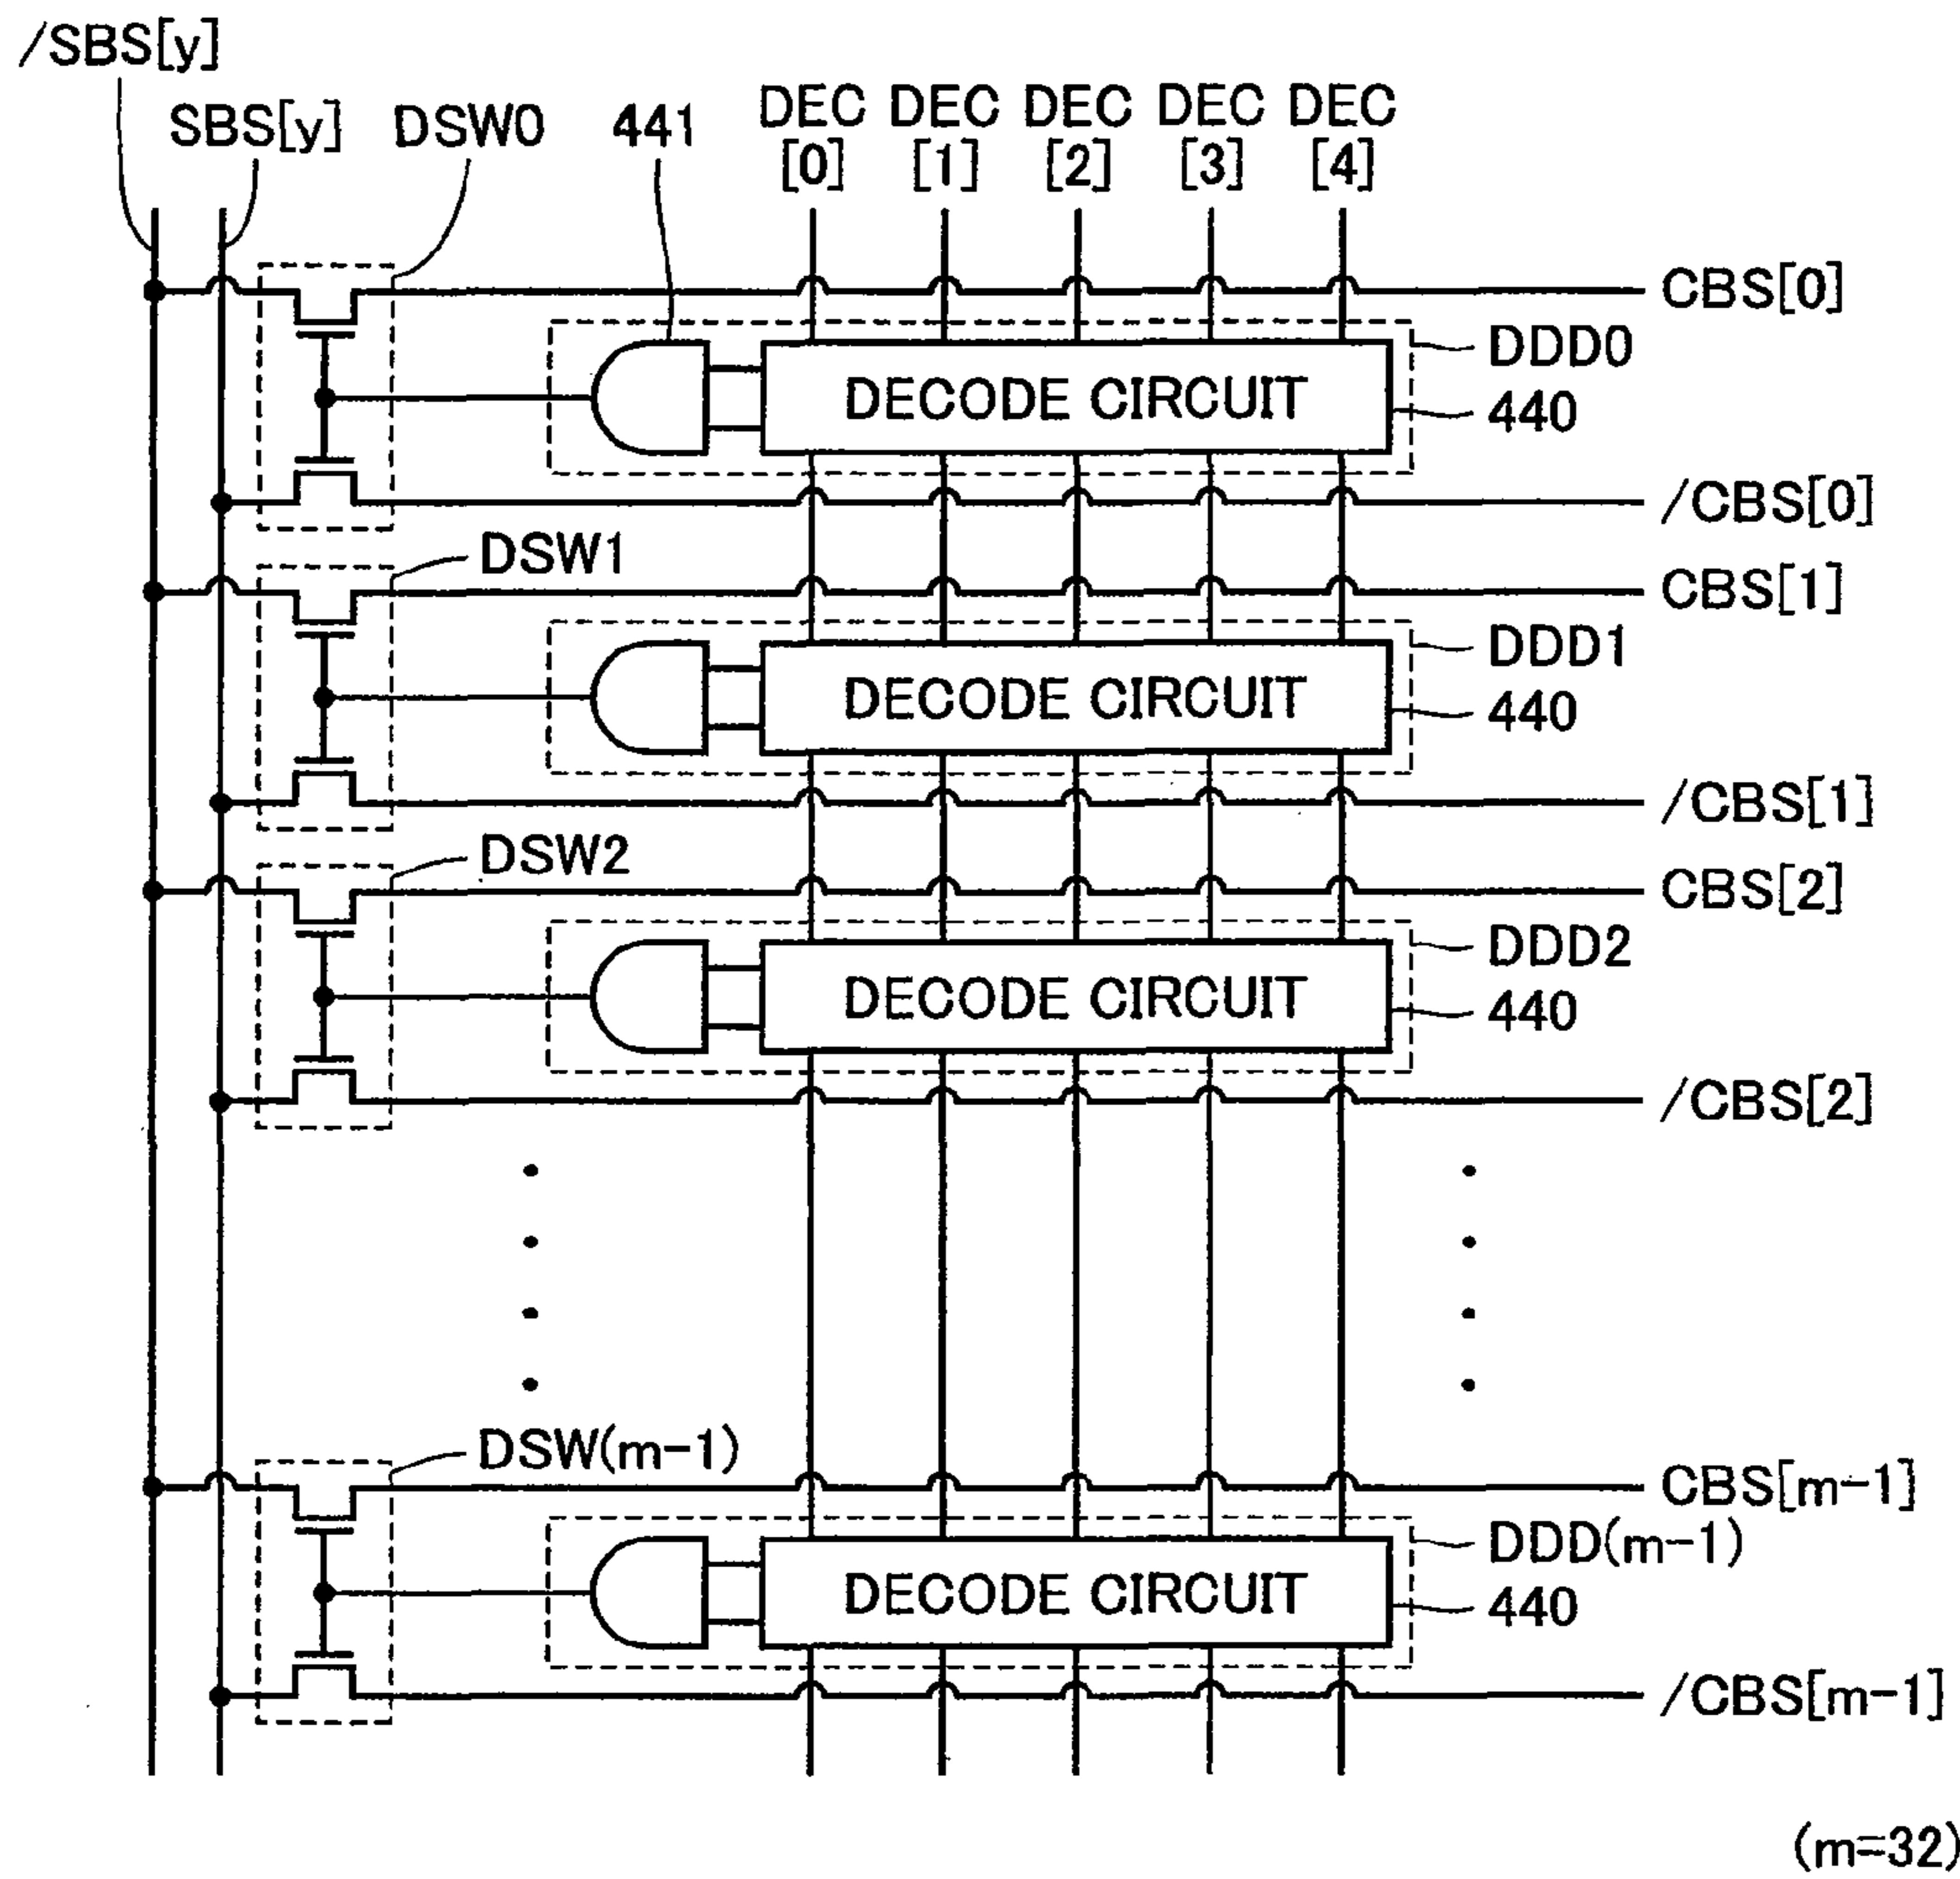 /SBS[y]
SBS[y] DSW0 441
DEC DEC DEC DEC DEC
[0] [1] [2] [3] [4]
CBS[0]
DDD0
DECODE CIRCUIT
440
/CBS[0]
DSW1
CBS[1]
DDD1
DECODE CIRCUIT
440
/CBS[1]
DSW2
CBS[2]
DDD2
DECODE CIRCUIT
440
/CBS[2]
DSW(m-1)
CBS[m-1]
DDD(m-1)
DECODE CIRCUIT
440
/CBS[m-1]
(m=32)